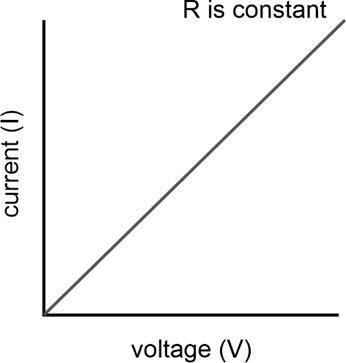 R is constant
current (I)
voltage (V)